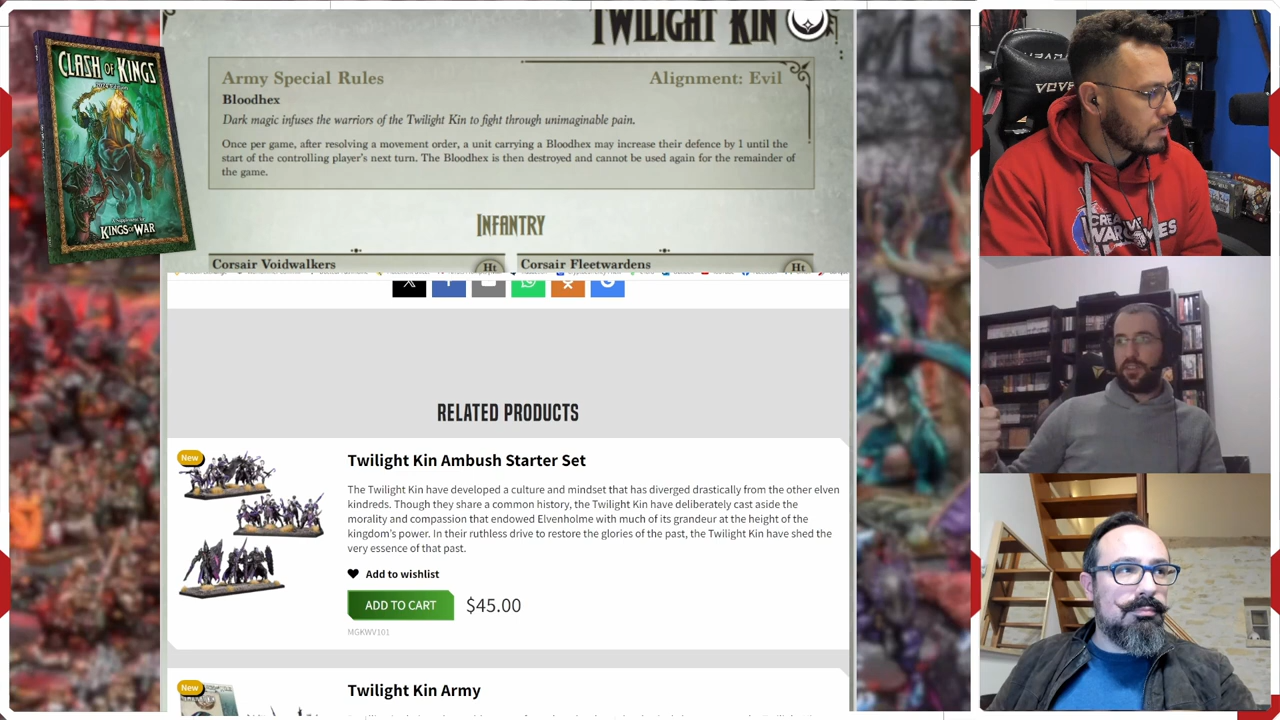 CLASH OF KINGS
KINGS OF WAR
TWILIGHT KIN
Army Special Rules
Alignment: Evil
Bloodhex
Dark magic infuses the warriors of the Twilight Kin to fight through unimaginable pain.
Once per game, after resolving a movement order, a unit carrying a Bloodhex may increase their defence by 1 until the
start of the controlling player's next turn. The Bloodhex is then destroyed and cannot be used again for the remainder of
the game.
INFANTRY
Corsair Voidwalkers
Ht
Corsair Fleetwardens
Ht
RELATED PRODUCTS
New
Twilight Kin Ambush Starter Set
The Twilight Kin have developed a culture and mindset that has diverged drastically from the other elven
kindreds. Though they share a common history, the Twilight Kin have deliberately cast aside the
morality and compassion that endowed Elvenholme with much of its grandeur at the height of the
kingdom's power. In their ruthless drive to restore the glories of the past, the Twilight Kin have shed the
very essence of that past.
Add to wishlist
ADD TO CART
$45.00
MGKWV101
New
Twilight Kin Army
CREATIVE
WARGAMES